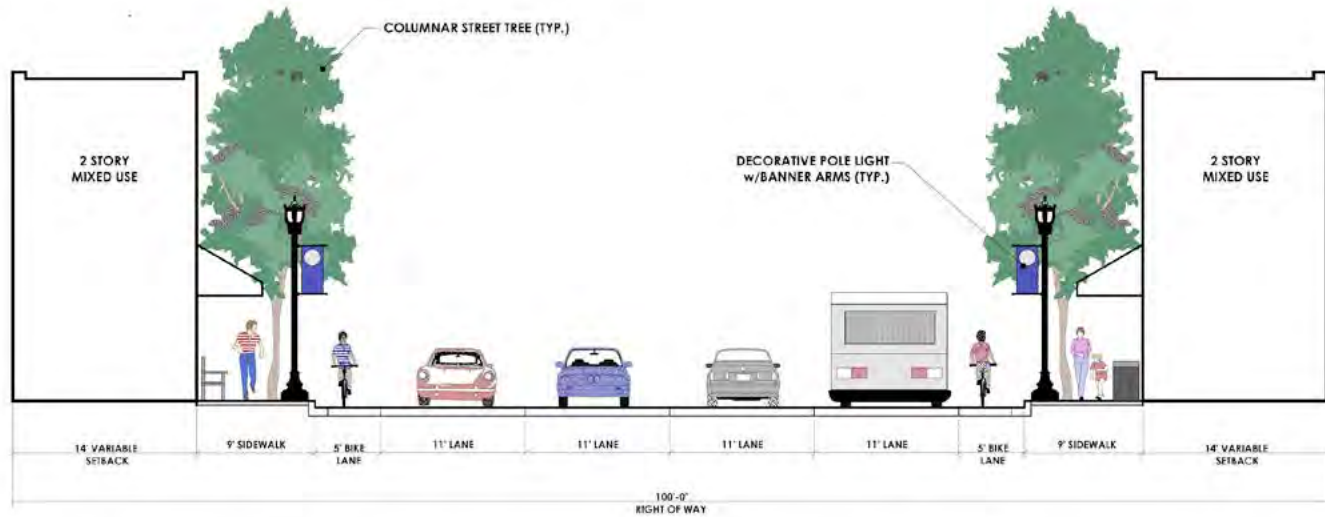 COLUMNAR STREET TREE (TYP.)
2 STORY
MIXED USE
DECORATIVE POLE LIGHT
w/BANNER ARMS (TYP.)
2 STORY
MIXED USE
14' VARIABLE
SETBACK
9' SIDEWALK
5' BIKE
LANE
11' LANE
11' LANE
11' LANE
11' LANE
5' BIKE
LANE
9' SIDEWALK
14' VARIABLE
SETBACK
100'-0"
RIGHT OF WAY